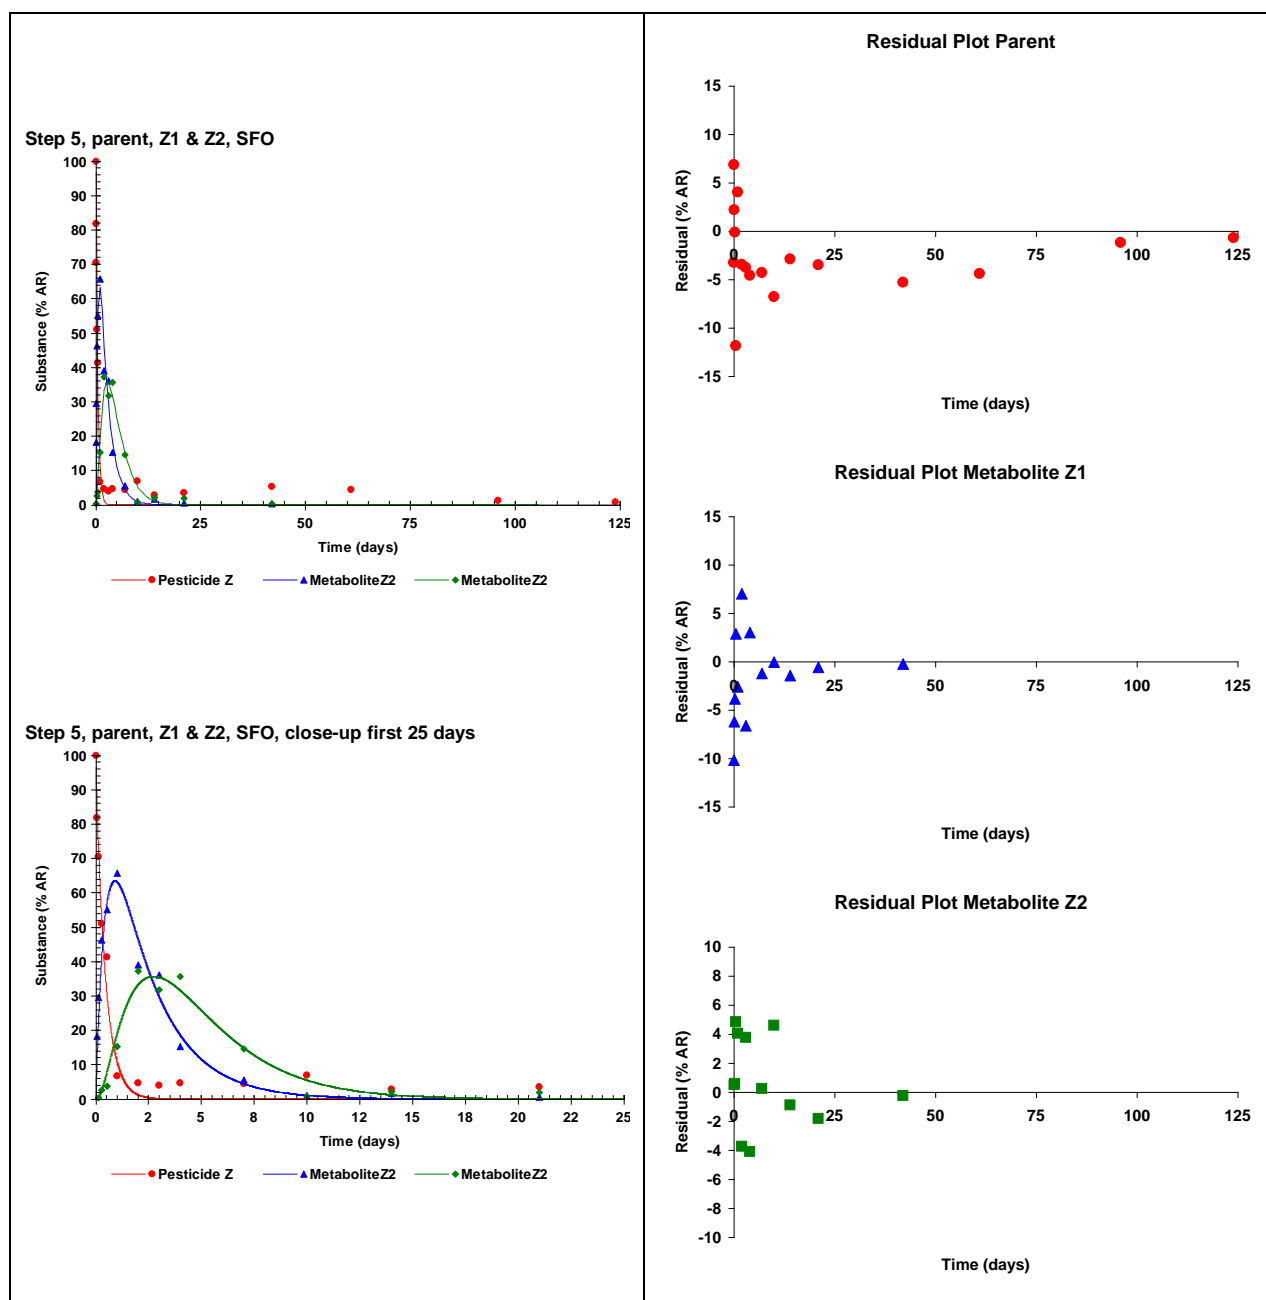 Step 5, parent, Z1 & Z2, SFO
100
90
80
70
60
50
40
30
20
10
0
Substance (% AR)
0 25 50 75 100 125
Time (days)
Pesticide Z MetaboliteZ2 MetaboliteZ2
Step 5, parent, Z1 & Z2, SFO, close-up first 25 days
100
90
80
70
60
50
40
30
20
10
0
Substance (% AR)
0 2 5 8 10 13 15 18 20 22 25
Time (days)
Pesticide Z MetaboliteZ2 MetaboliteZ2
Residual Plot Parent
15
10
5
0
-5
-10
-15
Residual (% AR)
0 25 50 75 100 125
Time (days)
Residual Plot Metabolite Z1
15
10
5
0
-5
-10
-15
Residual (% AR)
0 25 50 75 100 125
Time (days)
Residual Plot Metabolite Z2
10
8
6
4
2
0
-2
-4
-6
-8
-10
Residual (% AR)
0 25 50 75 100 125
Time (days)